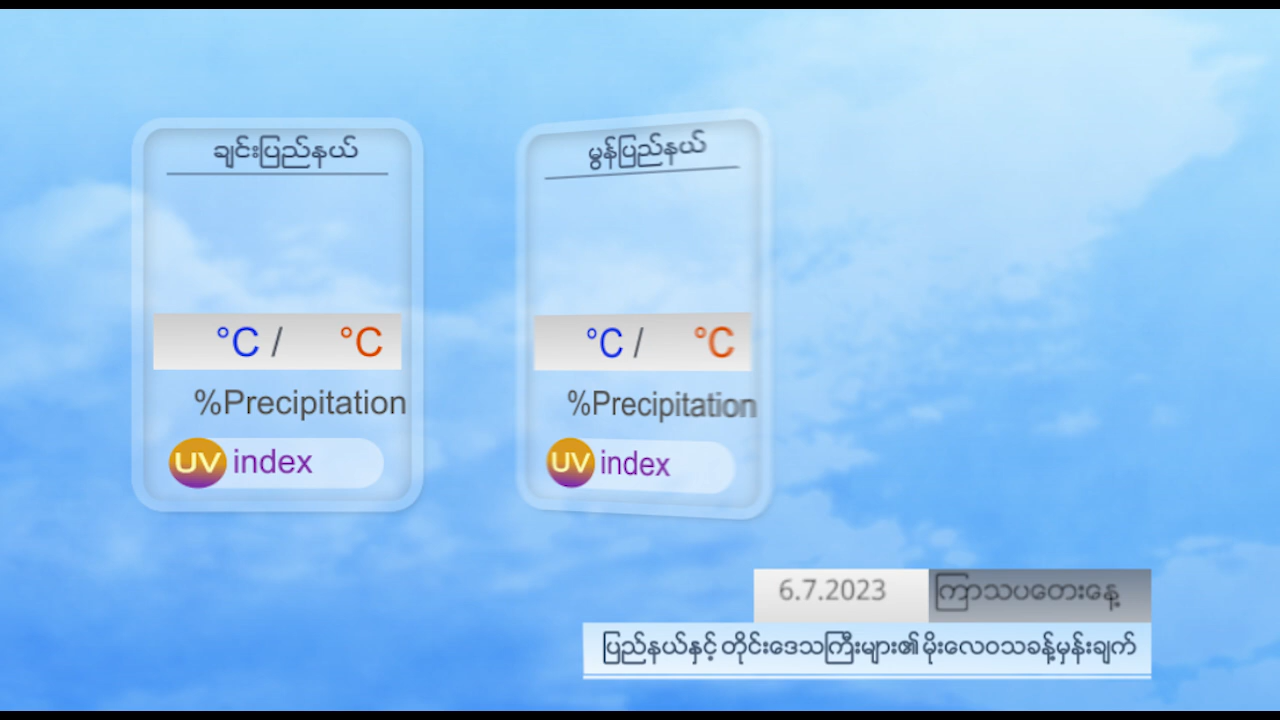 ချင်းပြည်နယ်
°C / °C
%Precipitation
UV index
မွန်ပြည်နယ်
°C / °C
%Precipitation
UV index
6.7.2023 ကြာသပတေးနေ့
ပြည်နယ်နှင့် တိုင်းဒေသကြီးများ၏ မိုးလေဝသခန့်မှန်းချက်